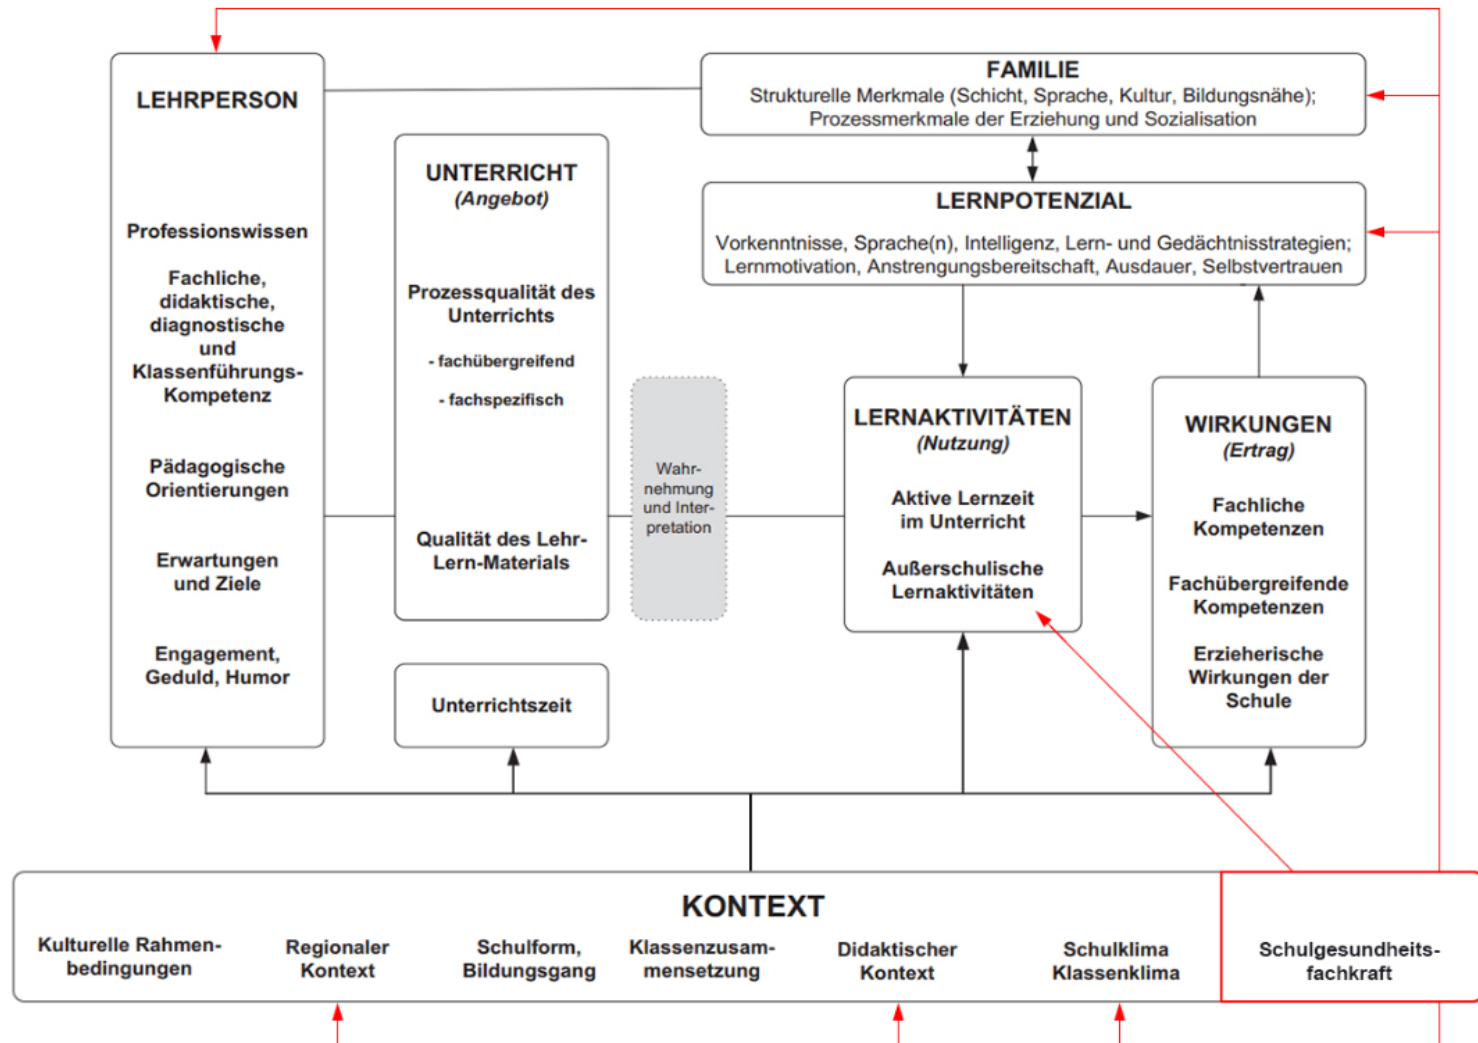 LEHRPERSON
Professionswissen
Fachliche,
didaktische,
diagnostische
und
Klassenführungs-
Kompetenz
Pädagogische
Orientierungen
Erwartungen
und Ziele
Engagement,
Geduld, Humor
UNTERRICHT
(Angebot)
Prozessqualität des
Unterrichts
- fachübergreifend
- fachspezifisch
Qualität des Lehr-
Lern-Materials
Unterrichtszeit
Wahr-
nehmung
und Inter-
pretation
FAMILIE
Strukturelle Merkmale (Schicht, Sprache, Kultur, Bildungsnähe);
Prozessmerkmale der Erziehung und Sozialisation
LERNPOTENZIAL
Vorkenntnisse, Sprache(n), Intelligenz, Lern- und Gedächtnisstrategien;
Lernmotivation, Anstrengungsbereitschaft, Ausdauer, Selbstvertrauen
LERNAKTIVITÄTEN
(Nutzung)
Aktive Lernzeit
im Unterricht
Außerschulische
Lernaktivitäten
WIRKUNGEN
(Ertrag)
Fachliche
Kompetenzen
Fachübergreifende
Kompetenzen
Erzieherische
Wirkungen der
Schule
KONTEXT
Kulturelle Rahmen-
bedingungen
Regionaler
Kontext
Schulform,
Bildungsgang
Klassenzusam-
mensetzung
Didaktischer
Kontext
Schulklima
Klassenklima
Schulgesundheits-
fachkraft